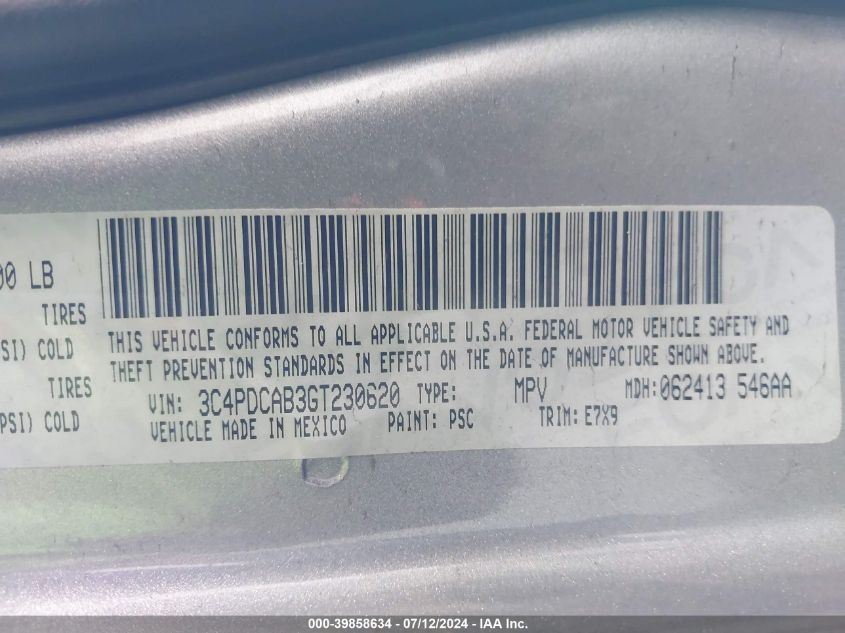 00 LB
TIRES
SI) COLD
TIRES
PSI) COLD
THIS VEHICLE CONFORMS TO ALL APPLICABLE U.S.A. FEDERAL MOTOR VEHICLE SAFETY AND
THEFT PREVENTION STANDARDS IN EFFECT ON THE DATE OF MANUFACTURE SHOWN ABOVE.
VIN: 3C4PDCAB3GT230620 TYPE: MPV MDH:062413 546AA
VEHICLE MADE IN MEXICO PAINT: PSC TRIM: E7X9
000-39858634 - 07/12/2024 - IAA Inc.